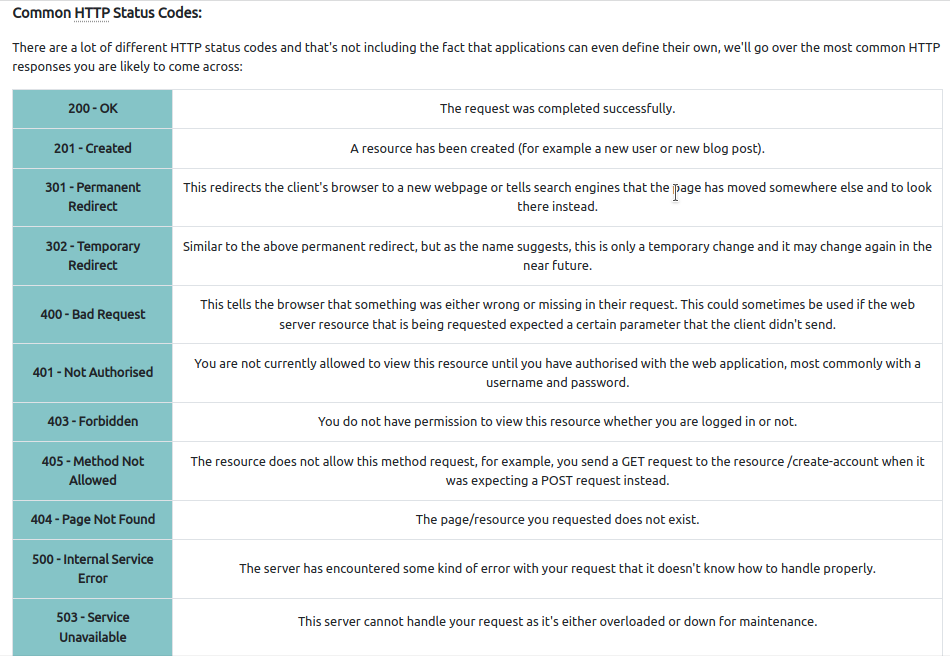 Common HTTP Status Codes:
There are a lot of different HTTP status codes and that's not including the fact that applications can even define their own, we'll go over the most common HTTP
responses you are likely to come across:
200 - OK
The request was completed successfully.
201 - Created
A resource has been created (for example a new user or new blog post).
301 - Permanent
Redirect
This redirects the client's browser to a new webpage or tells search engines that the page has moved somewhere else and to look
there instead.
302 - Temporary
Redirect
Similar to the above permanent redirect, but as the name suggests, this is only a temporary change and it may change again in the
near future.
400 - Bad Request
This tells the browser that something was either wrong or missing in their request. This could sometimes be used if the web
server resource that is being requested expected a certain parameter that the client didn't send.
401 - Not Authorised
You are not currently allowed to view this resource until you have authorised with the web application, most commonly with a
username and password.
403 - Forbidden
You do not have permission to view this resource whether you are logged in or not.
405 - Method Not
Allowed
The resource does not allow this method request, for example, you send a GET request to the resource /create-account when it
was expecting a POST request instead.
404 - Page Not Found
The page/resource you requested does not exist.
500 - Internal Service
Error
The server has encountered some kind of error with your request that it doesn't know how to handle properly.
503 - Service
Unavailable
This server cannot handle your request as it's either overloaded or down for maintenance.